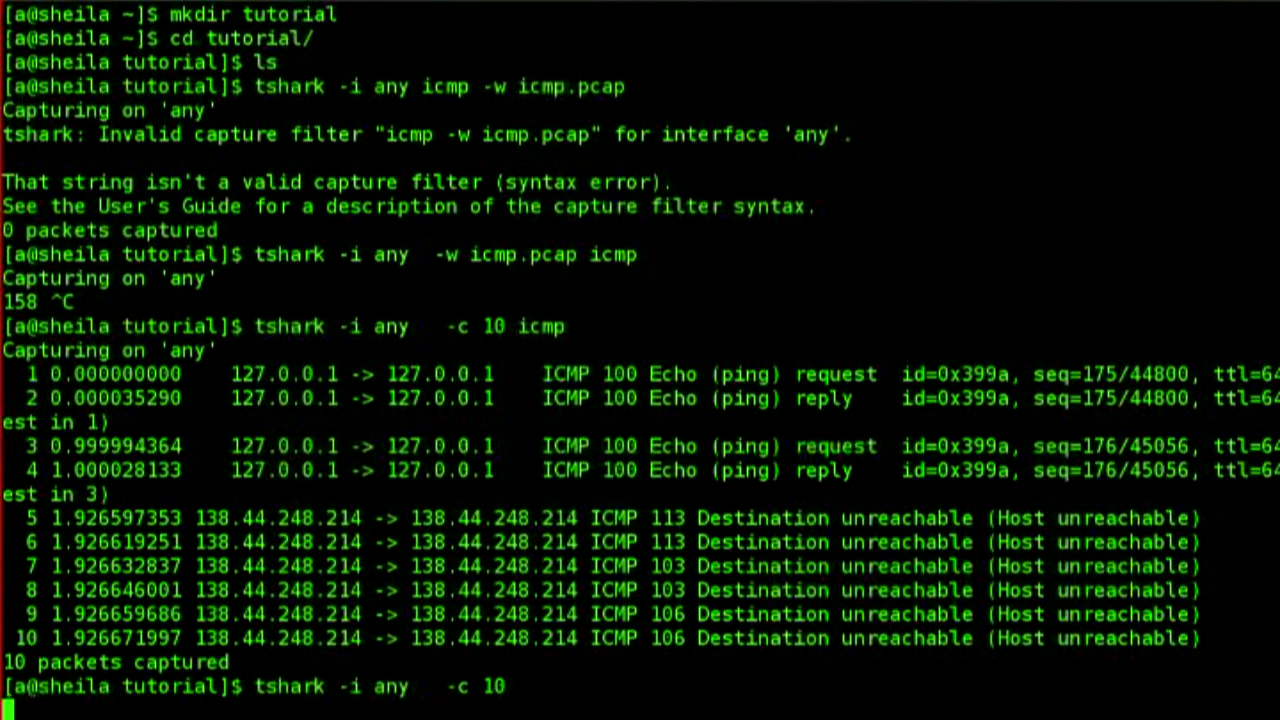 [a@sheila ~]$ mkdir tutorial
[a@sheila ~]$ cd tutorial/
[a@sheila tutorial]$ ls
[a@sheila tutorial]$ tshark -i any icmp -w icmp.pcap
Capturing on 'any'
tshark: Invalid capture filter "icmp -w icmp.pcap" for interface 'any'.
That string isn't a valid capture filter (syntax error).
See the User's Guide for a description of the capture filter syntax.
0 packets captured
[a@sheila tutorial]$ tshark -i any  -w icmp.pcap icmp
Capturing on 'any'
158 ^C
[a@sheila tutorial]$ tshark -i any   -c 10 icmp
Capturing on 'any'
  1 0.000000000    127.0.0.1 -> 127.0.0.1    ICMP 100 Echo (ping) request  id=0x399a, seq=175/44800, ttl=64
  2 0.000035290    127.0.0.1 -> 127.0.0.1    ICMP 100 Echo (ping) reply    id=0x399a, seq=175/44800, ttl=64
est in 1)
  3 0.999994364    127.0.0.1 -> 127.0.0.1    ICMP 100 Echo (ping) request  id=0x399a, seq=176/45056, ttl=64
  4 1.000028133    127.0.0.1 -> 127.0.0.1    ICMP 100 Echo (ping) reply    id=0x399a, seq=176/45056, ttl=64
est in 3)
  5 1.926597353 138.44.248.214 -> 138.44.248.214 ICMP 113 Destination unreachable (Host unreachable)
  6 1.926619251 138.44.248.214 -> 138.44.248.214 ICMP 113 Destination unreachable (Host unreachable)
  7 1.926632837 138.44.248.214 -> 138.44.248.214 ICMP 103 Destination unreachable (Host unreachable)
  8 1.926646001 138.44.248.214 -> 138.44.248.214 ICMP 103 Destination unreachable (Host unreachable)
  9 1.926659686 138.44.248.214 -> 138.44.248.214 ICMP 106 Destination unreachable (Host unreachable)
 10 1.926671997 138.44.248.214 -> 138.44.248.214 ICMP 106 Destination unreachable (Host unreachable)
10 packets captured
[a@sheila tutorial]$ tshark -i any   -c 10